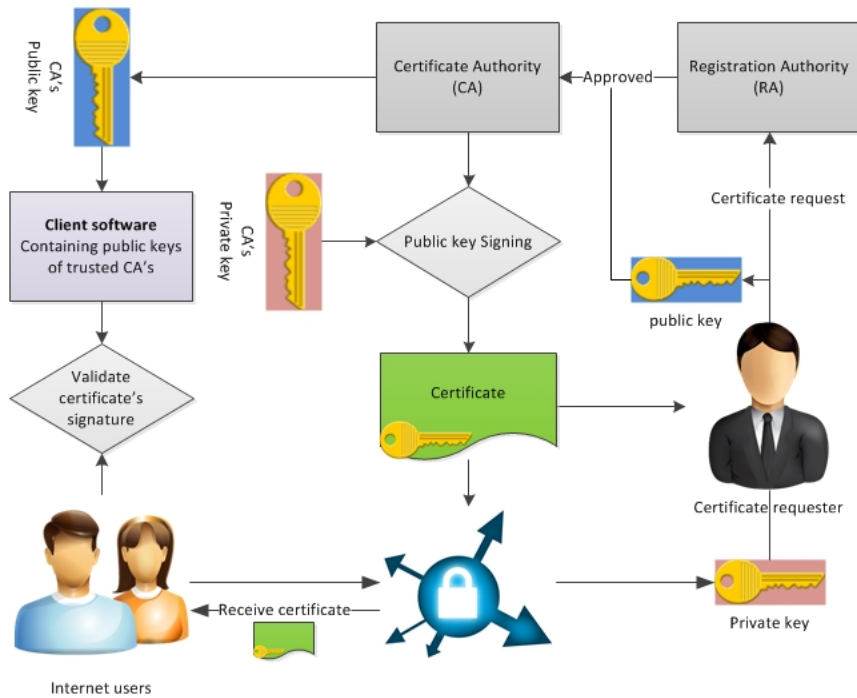 CA's
Public key
Certificate Authority
(CA)
Approved
Registration Authority
(RA)
Client software
Containing public keys
of trusted CA's
CA's
Private key
Public key Signing
Certificate request
public key
Validate
certificate's
signature
Certificate
Certificate requester
Receive certificate
Private key
Internet users